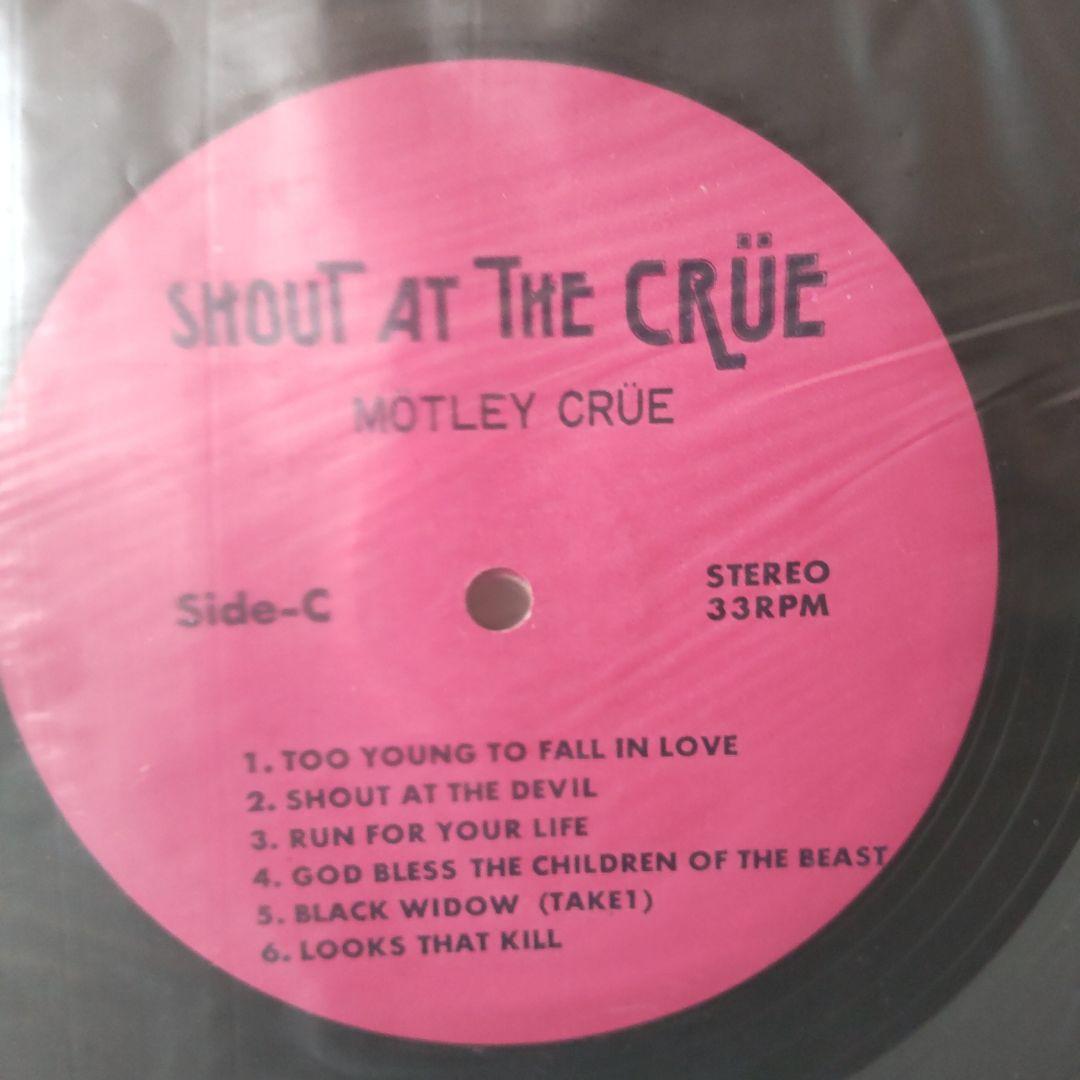 SHOUT AT THE CRÜE
MÖTLEY CRÜE
Side-C
STEREO
33RPM
1. TOO YOUNG TO FALL IN LOVE
2. SHOUT AT THE DEVIL
3. RUN FOR YOUR LIFE
4. GOD BLESS THE CHILDREN OF THE BEAST
5. BLACK WIDOW (TAKE1)
6. LOOKS THAT KILL